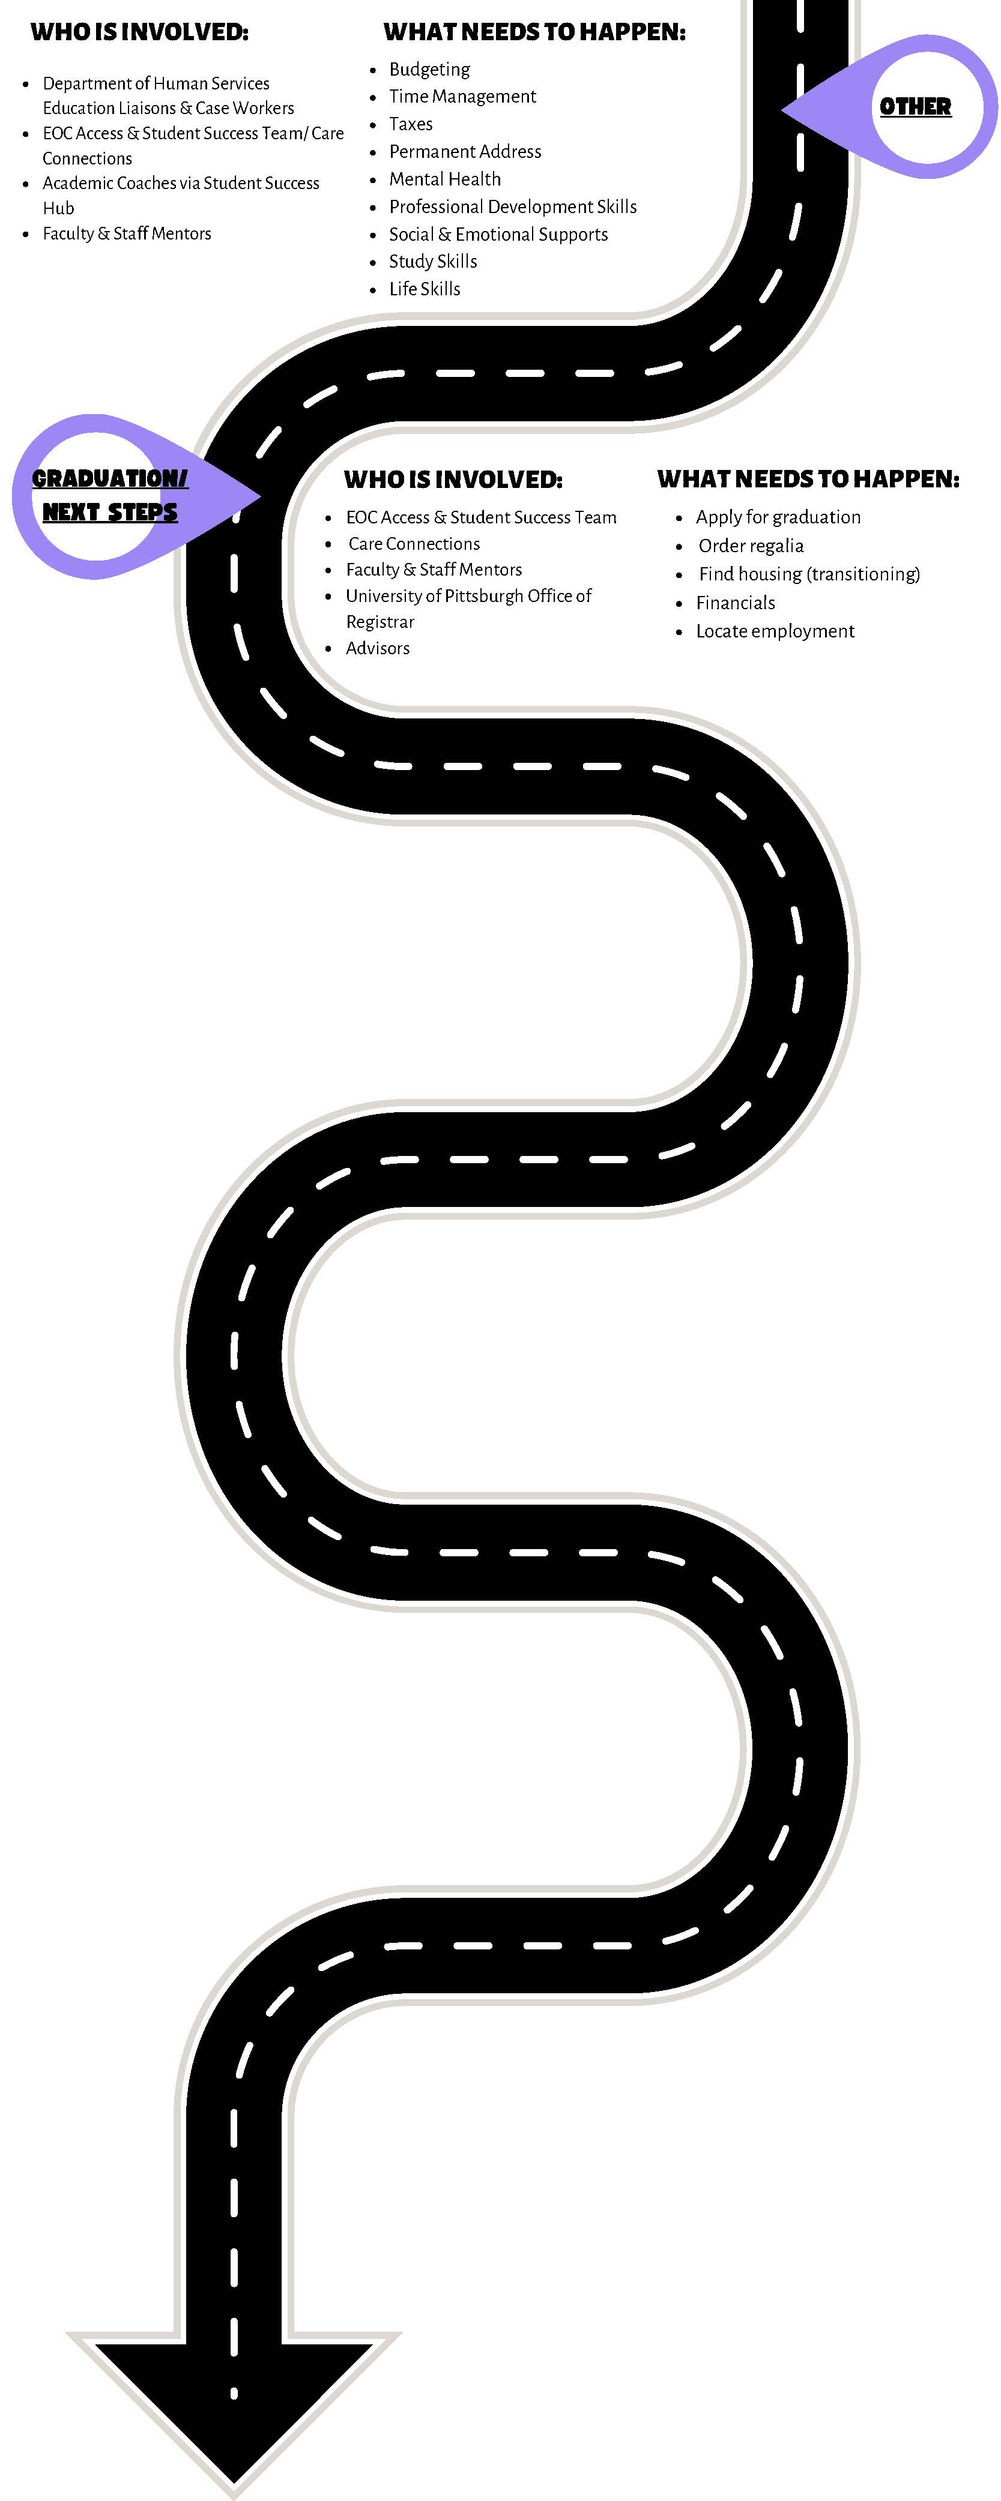 WHO IS INVOLVED:
Department of Human Services
Education Liaisons & Case Workers
EOC Access & Student Success Team/ Care
Connections
Academic Coaches via Student Success
Hub
Faculty & Staff Mentors
WHAT NEEDS TO HAPPEN:
Budgeting
Time Management
Taxes
Permanent Address
Mental Health
Professional Development Skills
Social & Emotional Supports
Study Skills
Life Skills
OTHER
GRADUATION/
NEXT STEPS
WHO IS INVOLVED:
EOC Access & Student Success Team
Care Connections
Faculty & Staff Mentors
University of Pittsburgh Office of
Registrar
Advisors
WHAT NEEDS TO HAPPEN:
Apply for graduation
Order regalia
Find housing (transitioning)
Financials
Locate employment